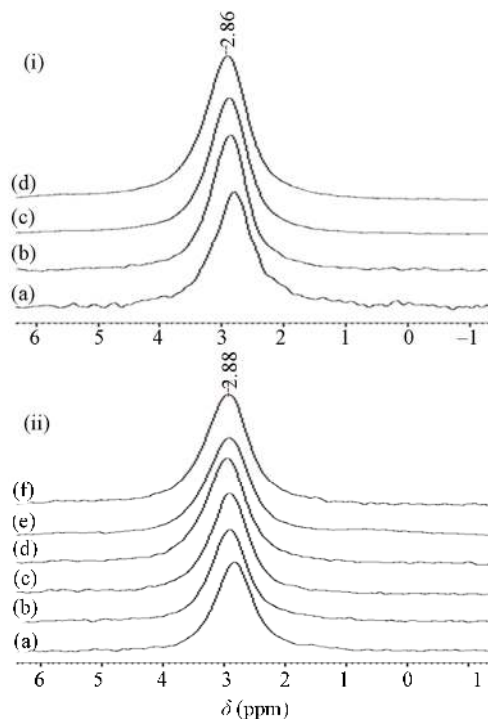 2.86
(i)
(d)
(c)
(b)
(a)
6 5 4 3 2 1 0 −1
2.88
(ii)
(f)
(e)
(d)
(c)
(b)
(a)
6 5 4 3 2 1 0 1
δ (ppm)